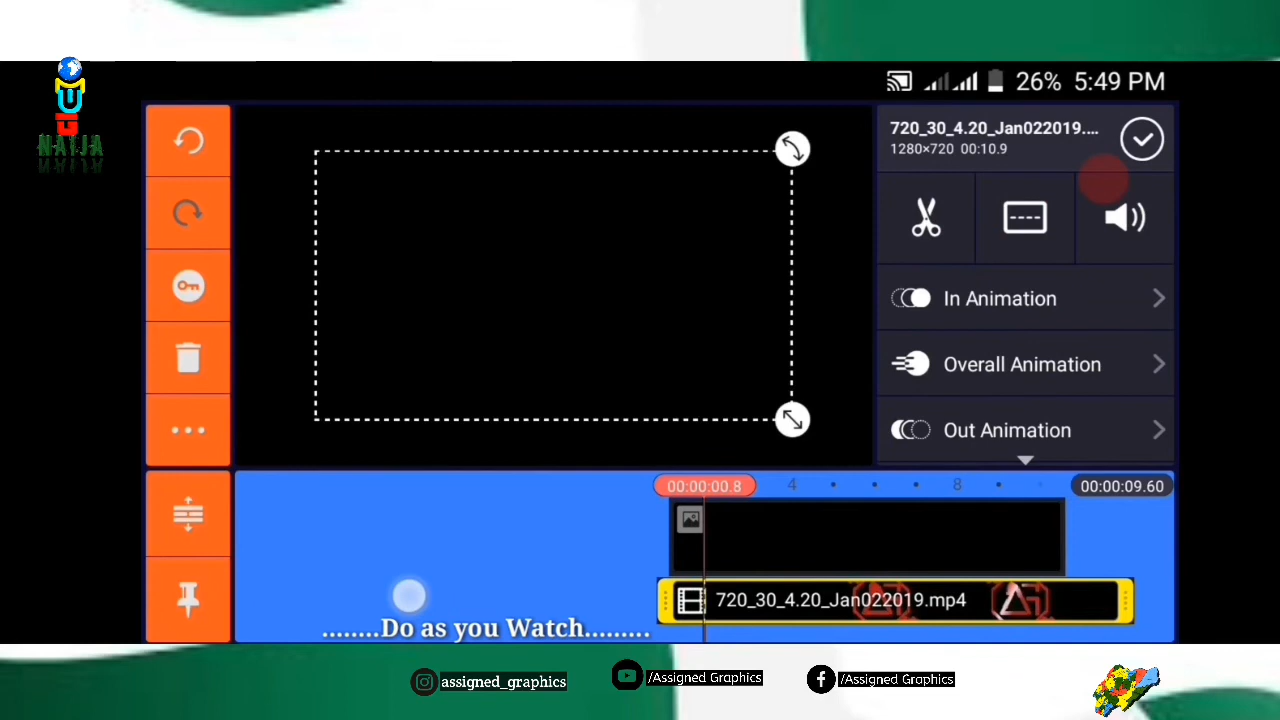 26% 5:49 PM
NAIJA
720_30_4.20_Jan022019....
1280×720 00:10.9
In Animation
Overall Animation
Out Animation
00:00:00.8 4 8 00:00:09.60
720_30_4.20_Jan022019.mp4
........Do as you Watch.........
assigned_graphics /Assigned Graphics /Assigned Graphics